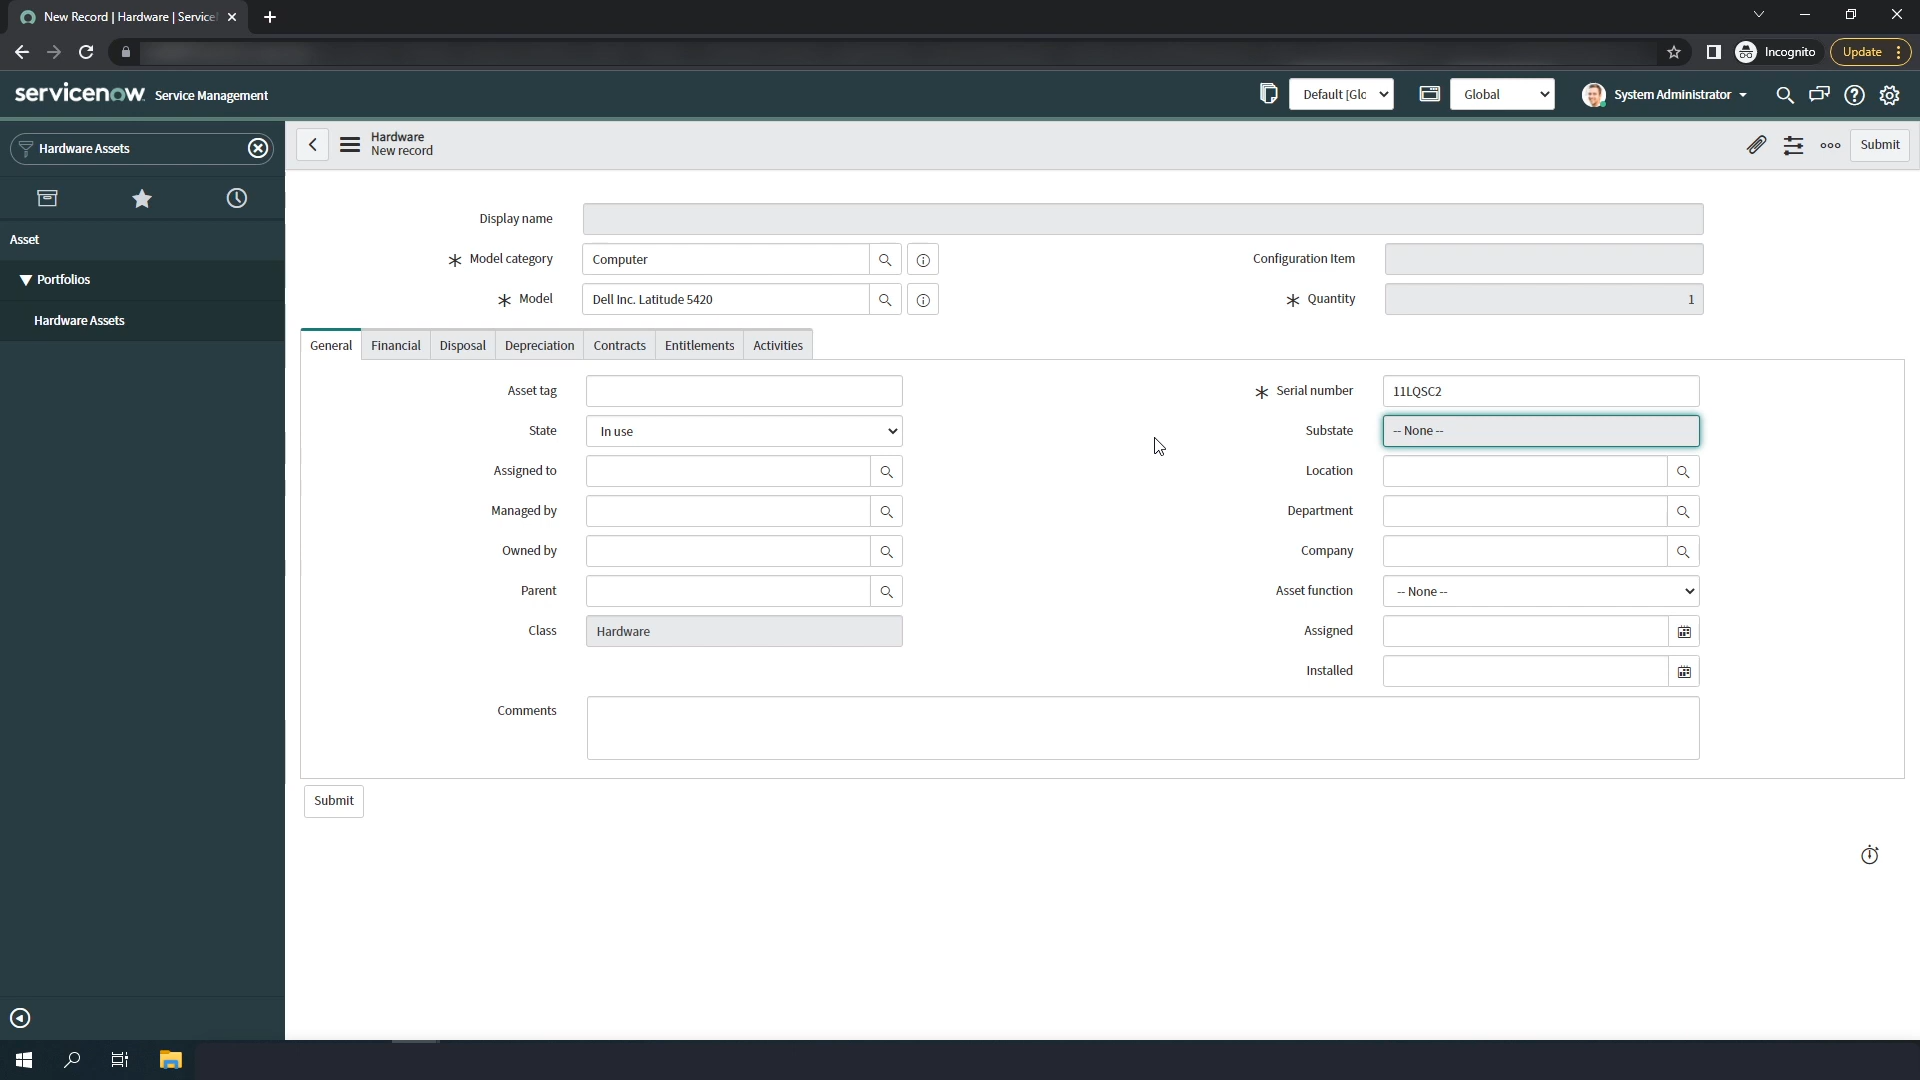 New Record | Hardware | Service
Incognito
Update
servicenow Service Management
Default [Glc
Global
System Administrator
Hardware Assets
Hardware
New record
Submit
Asset
Portfolios
Hardware Assets
Display name
Model category Computer
Configuration Item
Model Dell Inc. Latitude 5420
Quantity 1
General Financial Disposal Depreciation Contracts Entitlements Activities
Asset tag
Serial number 11LQSC2
State In use
Substate -- None --
Assigned to
Location
Managed by
Department
Owned by
Company
Parent
Asset function -- None --
Class Hardware
Assigned
Installed
Comments
Submit